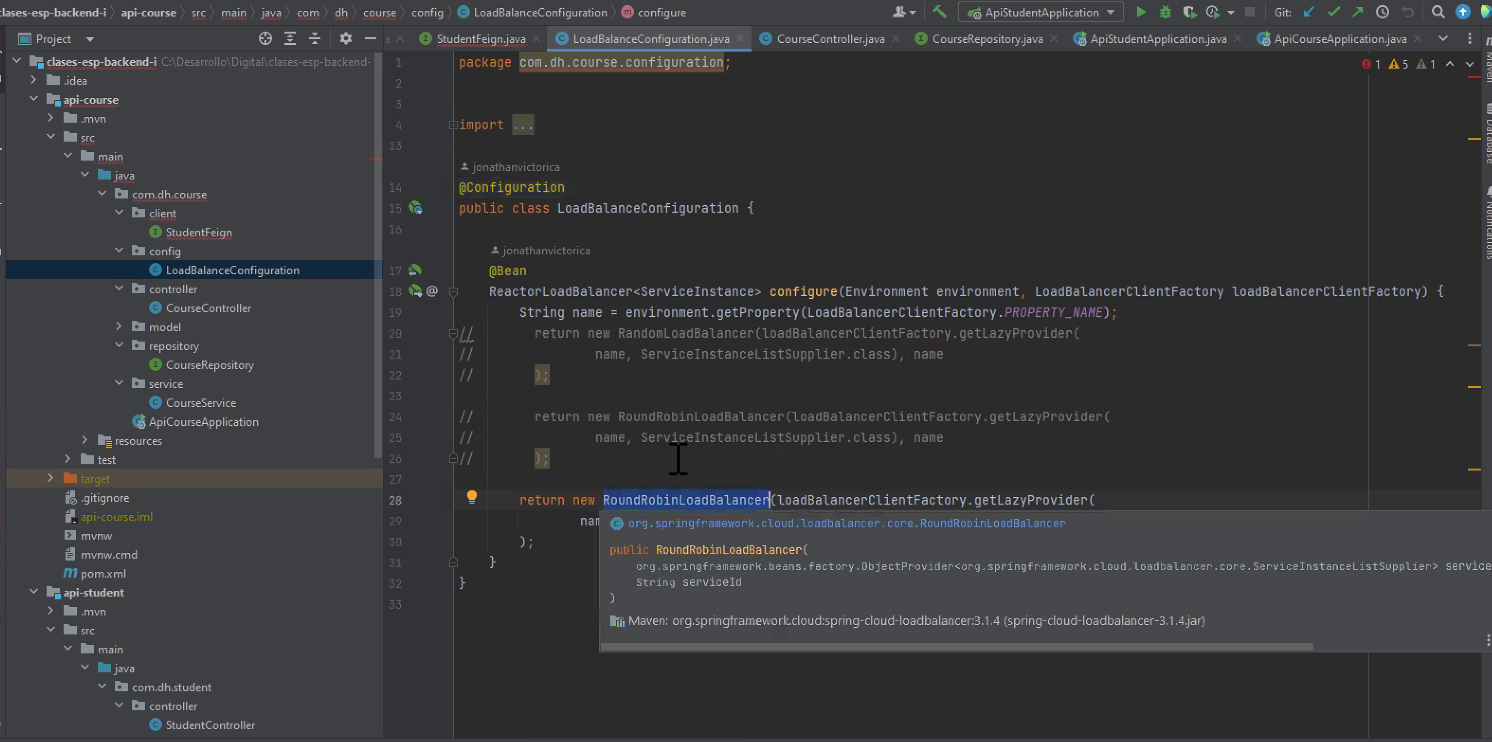 clases-esp-backend-i › api-course › src › main › java › com › dh › course › config › LoadBalanceConfiguration › configure
ApiStudentApplication
Git:
Project
StudentFeign.java
LoadBalanceConfiguration.java
CourseController.java
CourseRepository.java
ApiStudentApplication.java
ApiCourseApplication.java
clases-esp-backend-i C:\Desarrollo\Digital\clases-esp-backend-
.idea
api-course
.mvn
src
main
java
com.dh.course
client
StudentFeign
config
LoadBalanceConfiguration
controller
CourseController
model
repository
CourseRepository
service
CourseService
ApiCourseApplication
resources
test
target
.gitignore
api-course.iml
mvnw
mvnw.cmd
pom.xml
api-student
.mvn
src
main
java
com.dh.student
controller
StudentController
1 package com.dh.course.configuration;
1 5 1
2
3
4 import ...
13
jonathanvictorica
14 @Configuration
15 public class LoadBalanceConfiguration {
16
jonathanvictorica
17 @Bean
18 @ ReactorLoadBalancer<ServiceInstance> configure(Environment environment, LoadBalancerClientFactory loadBalancerClientFactory) {
19 String name = environment.getProperty(LoadBalancerClientFactory.PROPERTY_NAME);
20 // return new RandomLoadBalancer(loadBalancerClientFactory.getLazyProvider(
21 // name, ServiceInstanceListSupplier.class), name
22 // );
23
24 // return new RoundRobinLoadBalancer(loadBalancerClientFactory.getLazyProvider(
25 // name, ServiceInstanceListSupplier.class), name
26 // );
27
28 return new RoundRobinLoadBalancer(loadBalancerClientFactory.getLazyProvider(
29
30 );
31 }
32 }
33
org.springframework.cloud.loadbalancer.core.RoundRobinLoadBalancer
public RoundRobinLoadBalancer(
org.springframework.beans.factory.ObjectProvider<org.springframework.cloud.loadbalancer.core.ServiceInstanceListSupplier> service
String serviceId
)
Maven: org.springframework.cloud:spring-cloud-loadbalancer:3.1.4 (spring-cloud-loadbalancer-3.1.4.jar)
Maven
Database
Notifications